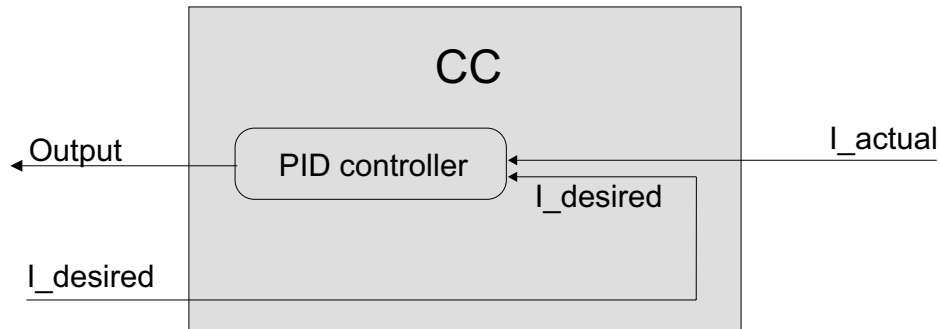 CC
Output
PID controller
I_actual
I_desired
I_desired